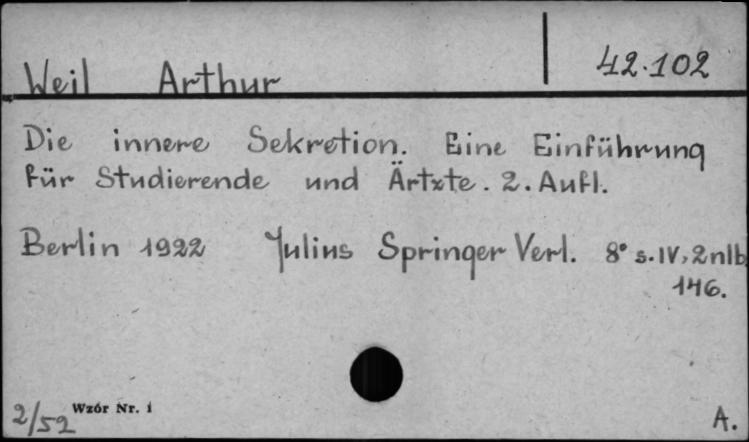 42.102
Weil Arthur
Die innere Sekretion. Eine Einführung
für Studierende und Ärtzte. 2. Aufl.
Berlin 1922 Julius Springer Verl. 8° s. IV, 2nlb
146.
2/52 Wzór Nr. 1
A.